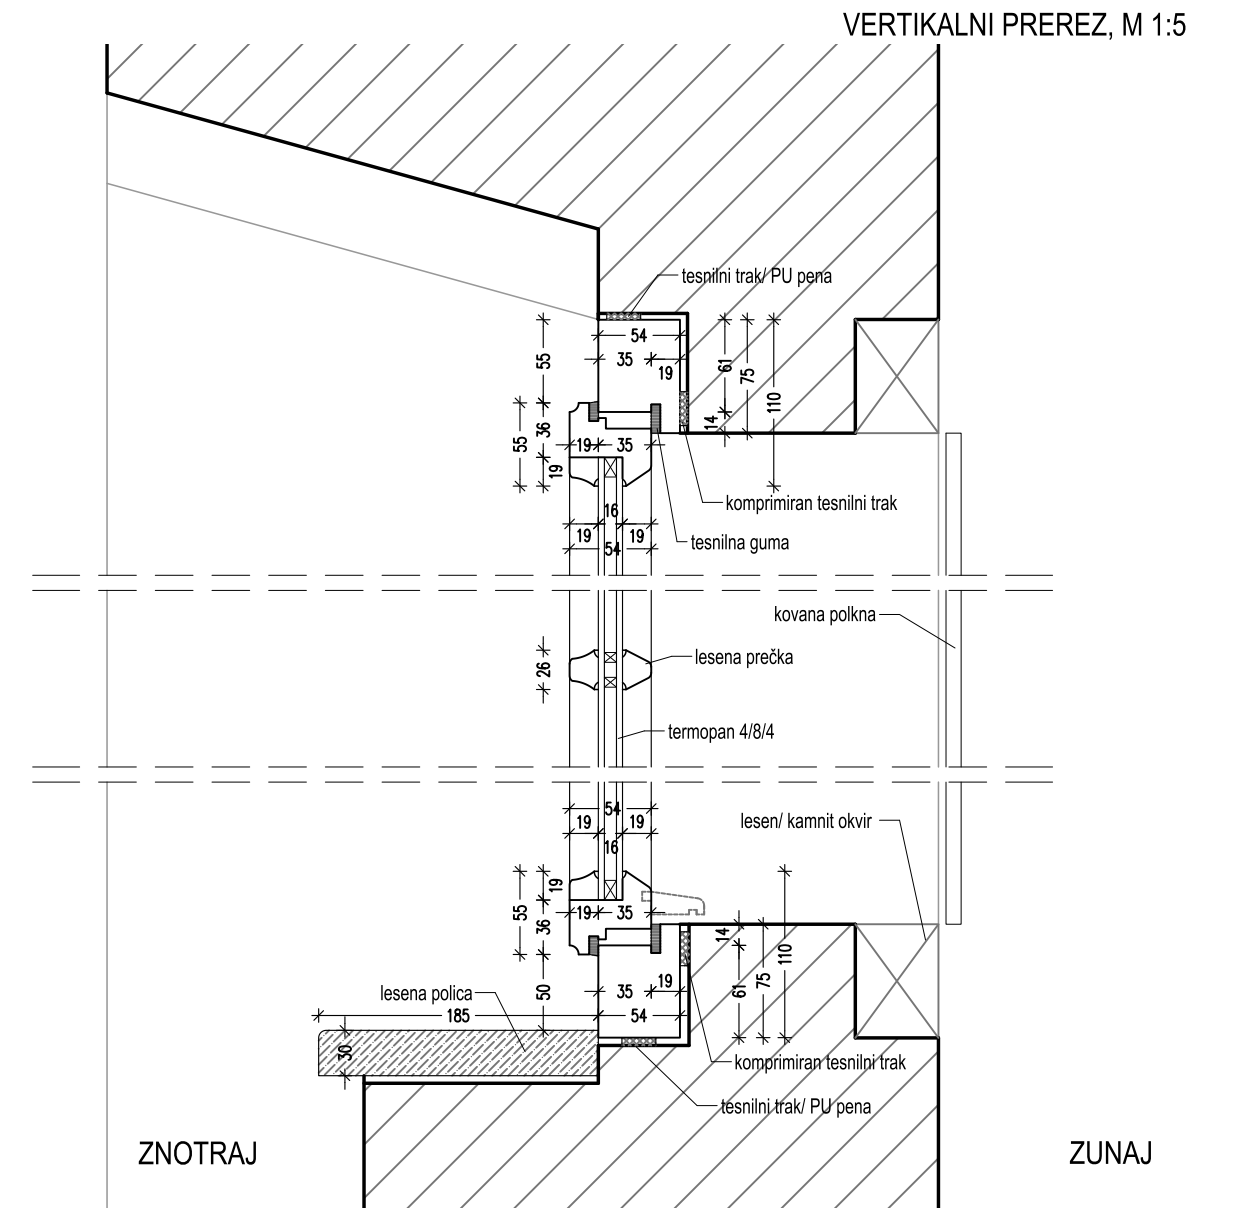 VERTIKALNI PREREZ, M 1:5
tesnilni trak/ PU pena
54
35
19
55
61
75
110
14
36
55
19
35
19
komprimiran tesnilni trak
16
19
19
tesnilna guma
54
kovana polkna
lesena prečka
26
termopan 4/8/4
54
19
19
lesen/ kamnit okvir
16
19
55
36
19
35
14
110
75
61
50
35
19
lesena polica
185
54
30
komprimiran tesnilni trak
tesnilni trak/ PU pena
ZNOTRAJ
ZUNAJ